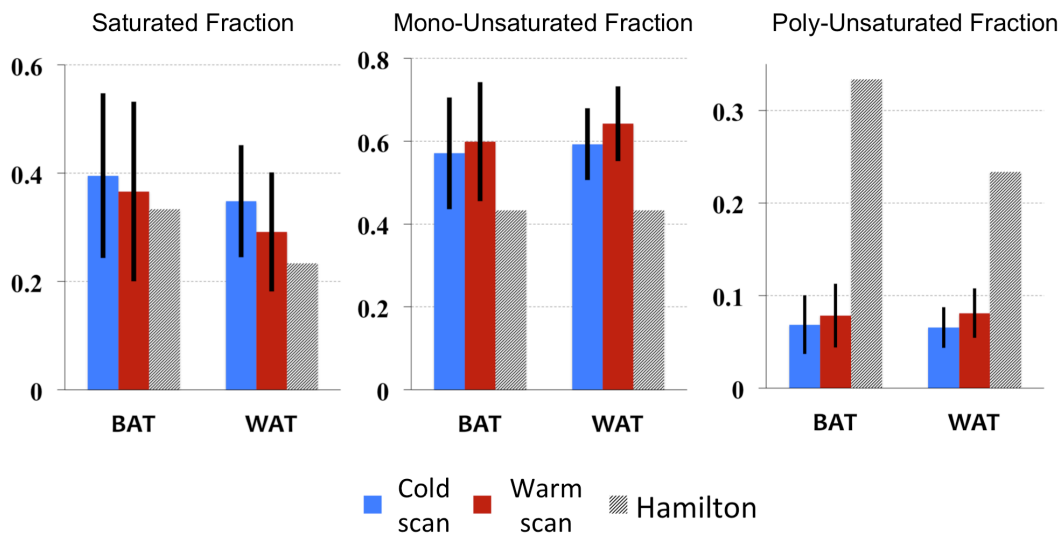 Saturated Fraction
Mono-Unsaturated Fraction
Poly-Unsaturated Fraction
0.6
0.4
0.2
0
BAT
WAT
0.8
0.6
0.4
0.2
0
BAT
WAT
0.3
0.2
0.1
0
BAT
WAT
Cold
scan
Warm
scan
Hamilton